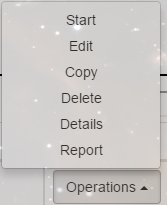 Start
Edit
Copy
Delete
Details
Report
Operations